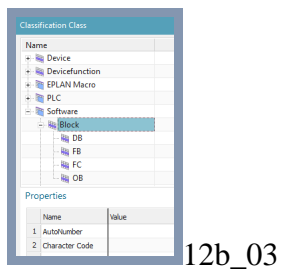 Classification Class
Name
Device
Devicefunction
EPLAN Macro
PLC
Software
Block
DB
FB
FC
OB
Properties
Name Value
1 AutoNumber
2 Character Code
12b_03